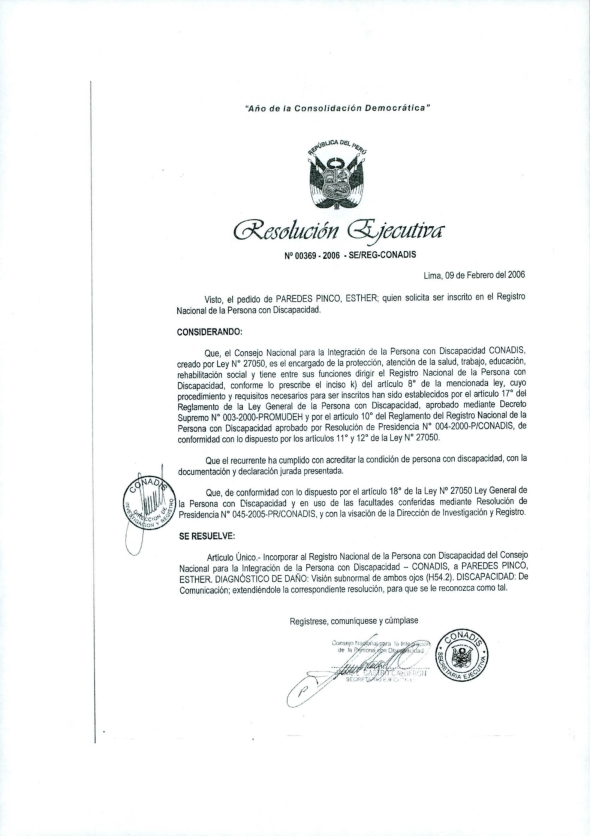 "Año de la Consolidación Democrática"
REPÚBLICA DEL PERÚ
Resolución Ejecutiva
Nº 00369 - 2006 - SE/REG-CONADIS
Lima, 09 de Febrero del 2006
Visto, el pedido de PAREDES PINCO, ESTHER; quien solicita ser inscrito en el Registro
Nacional de la Persona con Discapacidad.
CONSIDERANDO:
Que, el Consejo Nacional para la Integración de la Persona con Discapacidad CONADIS,
creado por Ley N° 27050, es el encargado de la protección, atención de la salud, trabajo, educación,
rehabilitación social y tiene entre sus funciones dirigir el Registro Nacional de la Persona con
Discapacidad, conforme lo prescribe el inciso k) del artículo 8° de la mencionada ley, cuyo
procedimiento y requisitos necesarios para ser inscritos han sido establecidos por el artículo 17° del
Reglamento de la Ley General de la Persona con Discapacidad, aprobado mediante Decreto
Supremo N° 003-2000-PROMUDEH y por el artículo 10° del Reglamento del Registro Nacional de la
Persona con Discapacidad aprobado por Resolución de Presidencia N° 004-2000-P/CONADIS, de
conformidad con lo dispuesto por los artículos 11° y 12° de la Ley N° 27050.
Que el recurrente ha cumplido con acreditar la condición de persona con discapacidad, con la
documentación y declaración jurada presentada.
Que, de conformidad con lo dispuesto por el artículo 18° de la Ley N° 27050 Ley General de
la Persona con Discapacidad y en uso de las facultades conferidas mediante Resolución de
Presidencia N° 045-2005-PR/CONADIS, y con la visación de la Dirección de Investigación y Registro.
CONADIS
DIRECCION DE
INVESTIGACION Y REGISTRO
SE RESUELVE:
Artículo Único.- Incorporar al Registro Nacional de la Persona con Discapacidad del Consejo
Nacional para la Integración de la Persona con Discapacidad – CONADIS, a PAREDES PINCO,
ESTHER. DIAGNÓSTICO DE DAÑO: Visión subnormal de ambos ojos (H54.2). DISCAPACIDAD: De
Comunicación; extendiéndole la correspondiente resolución, para que se le reconozca como tal.
Regístrese, comuníquese y cúmplase
Consejo Nacional para la Integración
de la Persona con Discapacidad
CASTRO CALDERON
CONADIS
SECRETARIA EJECUTIVA